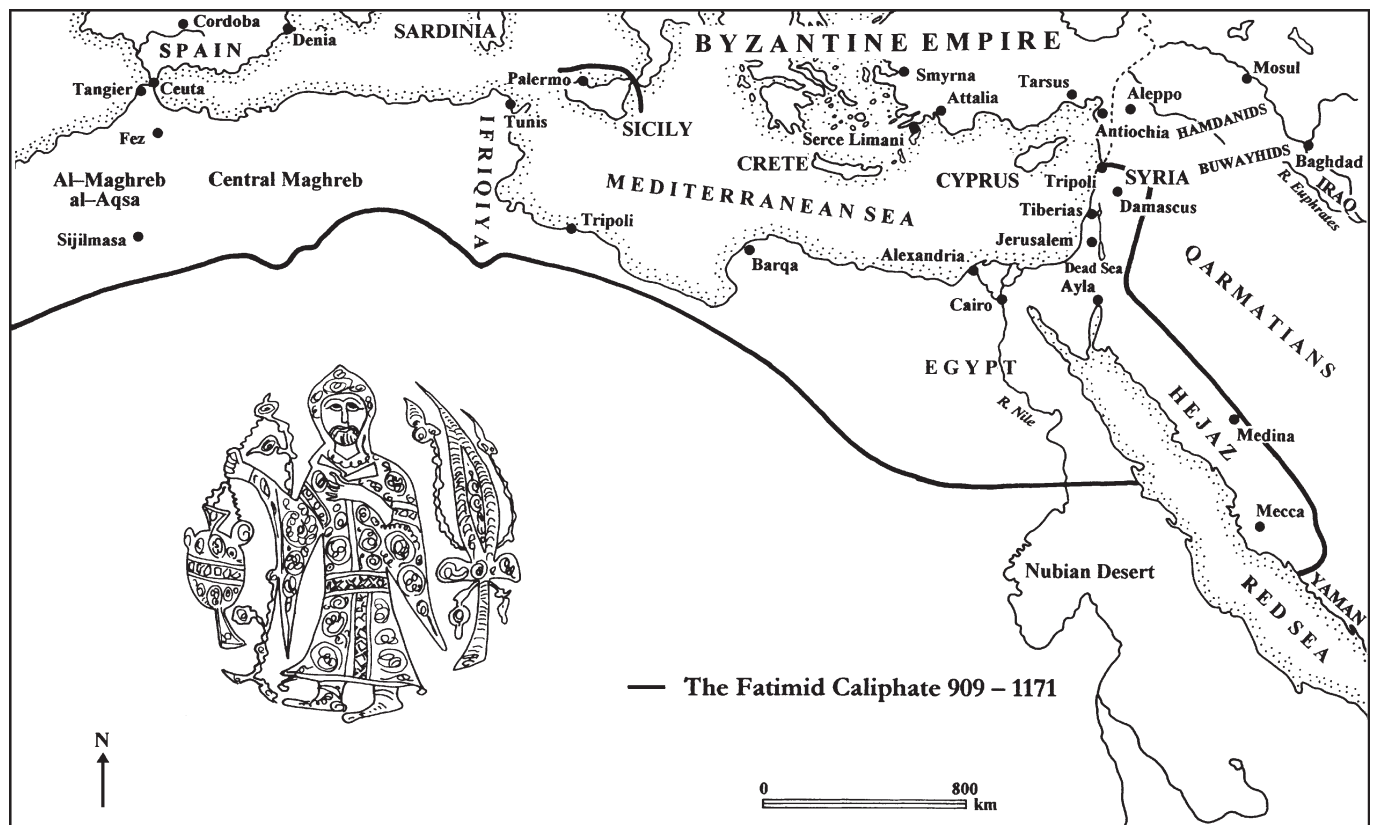 Cordoba
SPAIN
Denia
SARDINIA
BYZANTINE EMPIRE
Tangier
Ceuta
Palermo
Smyrna
Tarsus
Mosul
Attalia
Aleppo
Fez
Tunis
SICILY
Serce Limani
Antiochia
HAMDANIDS
IFRIQIYA
CRETE
BUWAYHIDS
Baghdad
Al–Maghreb
al–Aqsa
Central Maghreb
MEDITERRANEAN SEA
CYPRUS
Tripoli
SYRIA
R. Euphrates
IRAQ
Damascus
Sijilmasa
Tripoli
Tiberias
Jerusalem
Barqa
Alexandria
Dead Sea
Ayla
QARMATIANS
Cairo
EGYPT
R. Nile
HEJAZ
Medina
Mecca
Nubian Desert
YAMAN
RED SEA
The Fatimid Caliphate 909 – 1171
N
0 800
km